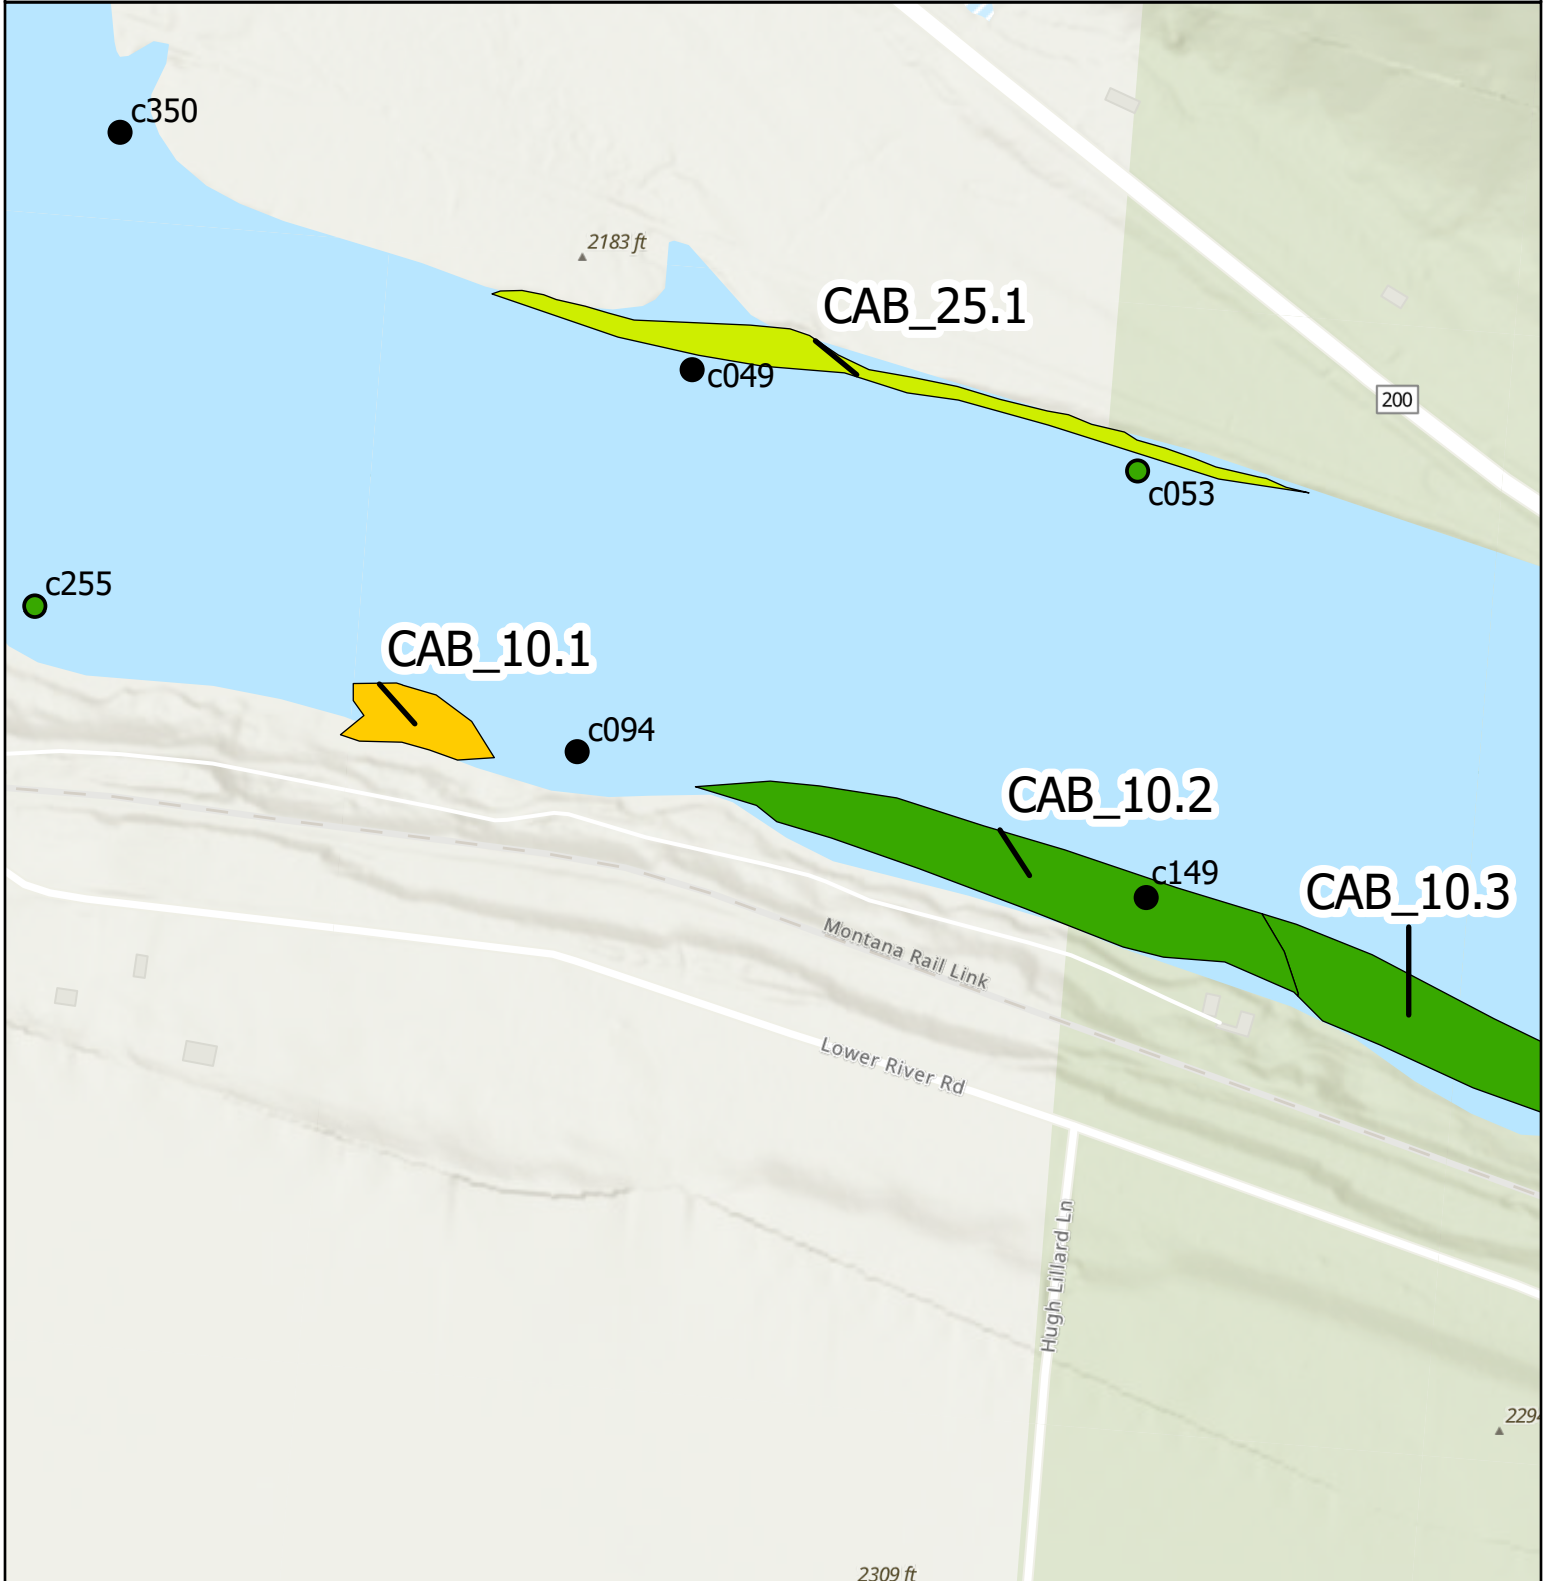 c350
2183 ft
CAB_25.1
c049
200
c053
c255
CAB_10.1
c094
CAB_10.2
c149
CAB_10.3
Montana Rail Link
Lower River Rd
Hugh Lillard Ln
2309 ft